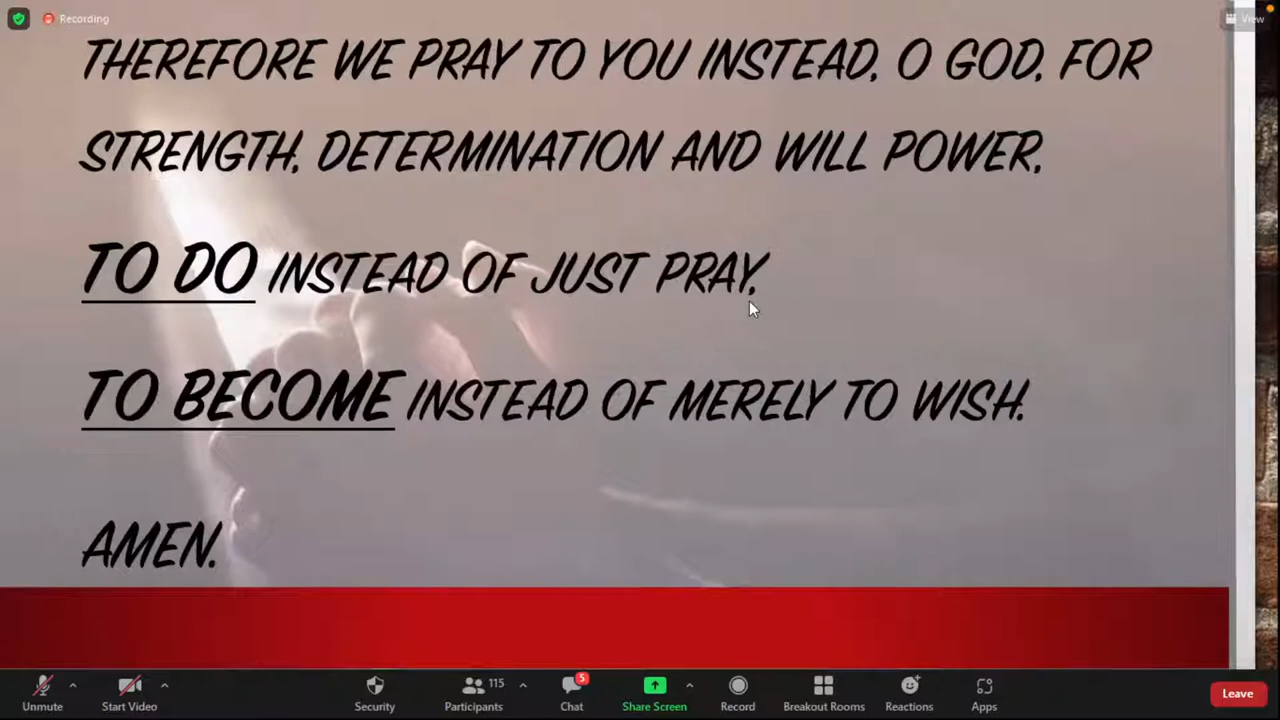 Recording
View
THEREFORE WE PRAY TO YOU INSTEAD, O GOD, FOR
STRENGTH, DETERMINATION AND WILL POWER,
TO DO INSTEAD OF JUST PRAY,
TO BECOME INSTEAD OF MERELY TO WISH.
AMEN.
Unmute
Start Video
Security
115
Participants
5
Chat
Share Screen
Record
Breakout Rooms
Reactions
Apps
Leave